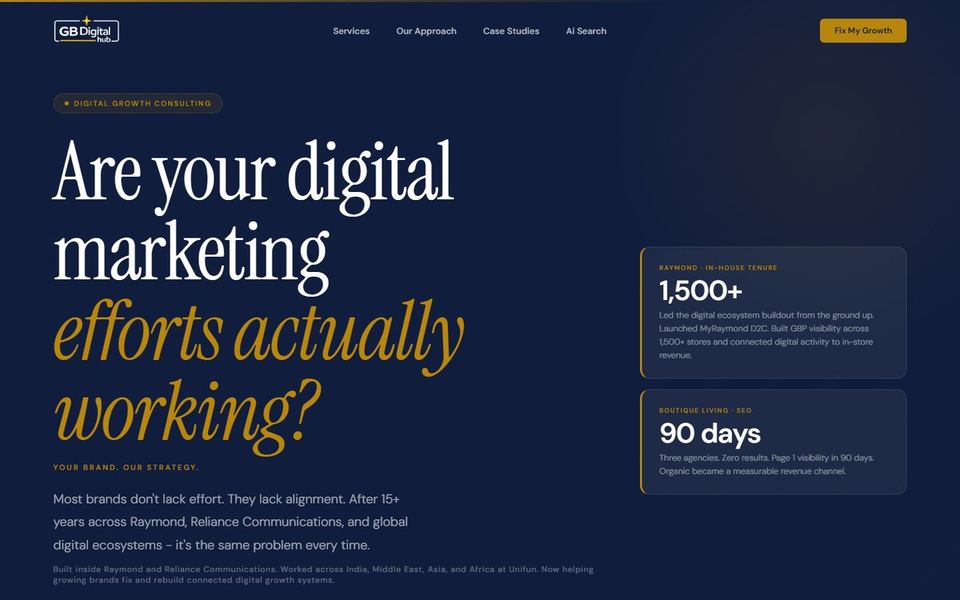 GB Digital
hub
Services
Our Approach
Case Studies
Ai Search
Fix My Growth
DIGITAL GROWTH CONSULTING
Are your digital
marketing
efforts actually
working?
YOUR BRAND. OUR STRATEGY.
Most brands don't lack effort. They lack alignment. After 15+
years across Raymond, Reliance Communications, and global
digital ecosystems – it's the same problem every time.
Built inside Raymond and Reliance Communications. Worked across India, Middle East, Asia, and Africa at Unifun. Now helping
growing brands fix and rebuild connected digital growth systems.
RAYMOND · IN-HOUSE TENURE
1,500+
Led the digital ecosystem buildout from the ground up.
Launched MyRaymond D2C. Built GBP visibility across
1,500+ stores and connected digital activity to in-store
revenue.
BOUTIQUE LIVING · SEO
90 days
Three agencies. Zero results. Page 1 visibility in 90 days.
Organic became a measurable revenue channel.